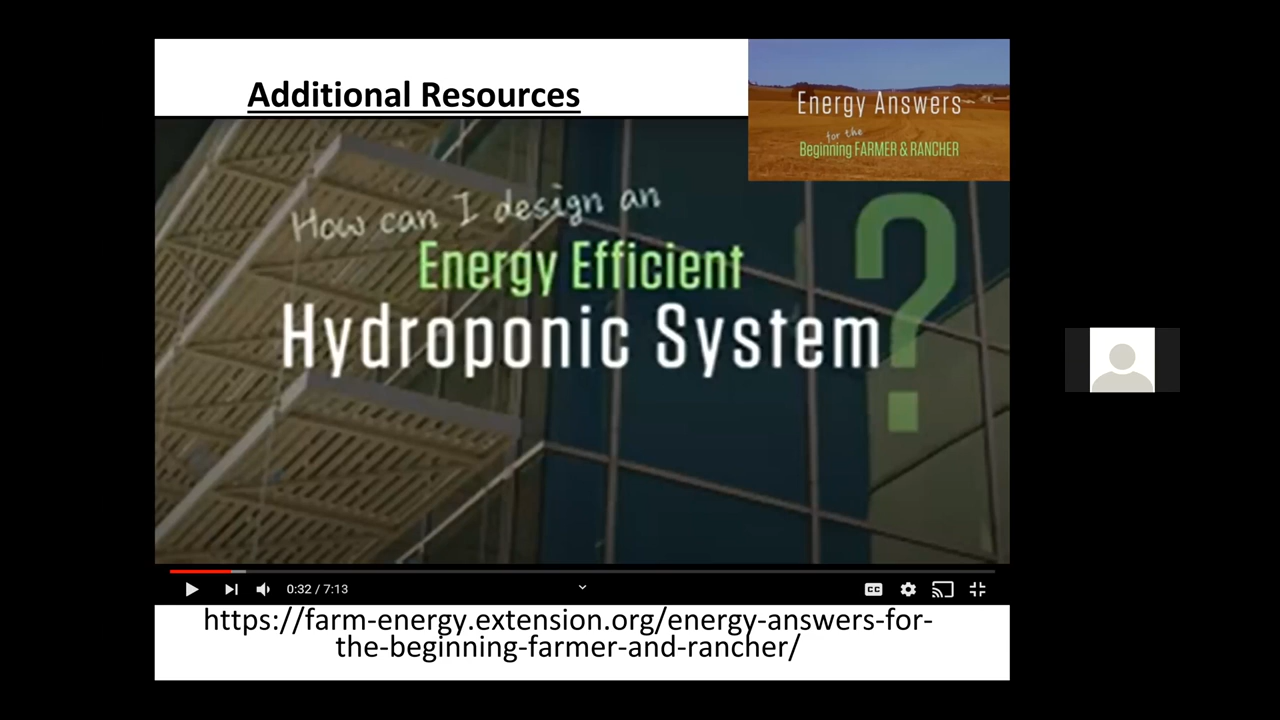 Additional Resources
Energy Answers
for the
Beginning FARMER & RANCHER
How can I design an
Energy Efficient
Hydroponic System
?
0:32 / 7:13
CC
https://farm-energy.extension.org/energy-answers-for-
the-beginning-farmer-and-rancher/